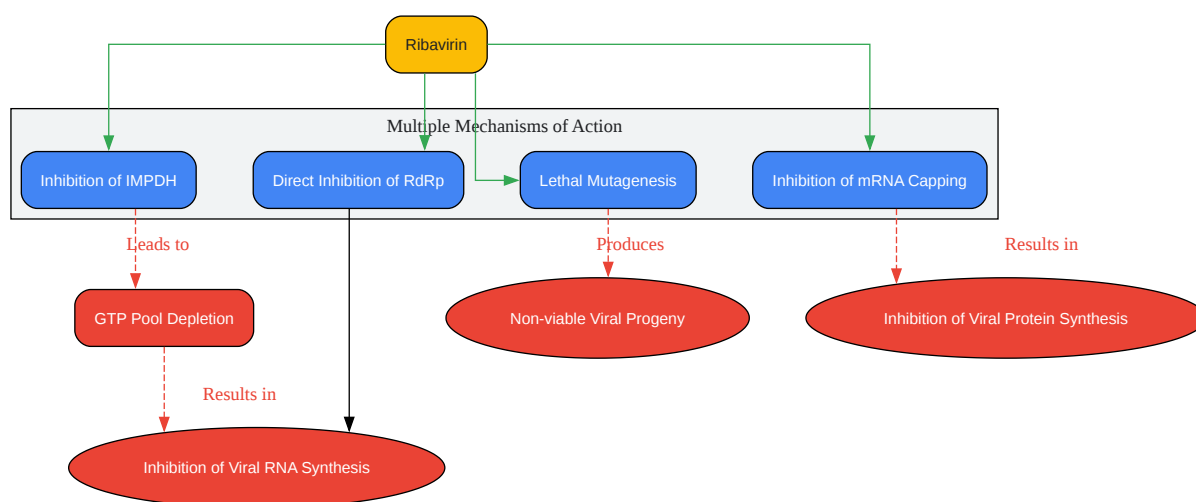 Ribavirin
Multiple Mechanisms of Action
Inhibition of IMPDH
Direct Inhibition of RdRp
Lethal Mutagenesis
Inhibition of mRNA Capping
Leads to
Produces
Results in
GTP Pool Depletion
Non-viable Viral Progeny
Inhibition of Viral Protein Synthesis
Results in
Inhibition of Viral RNA Synthesis